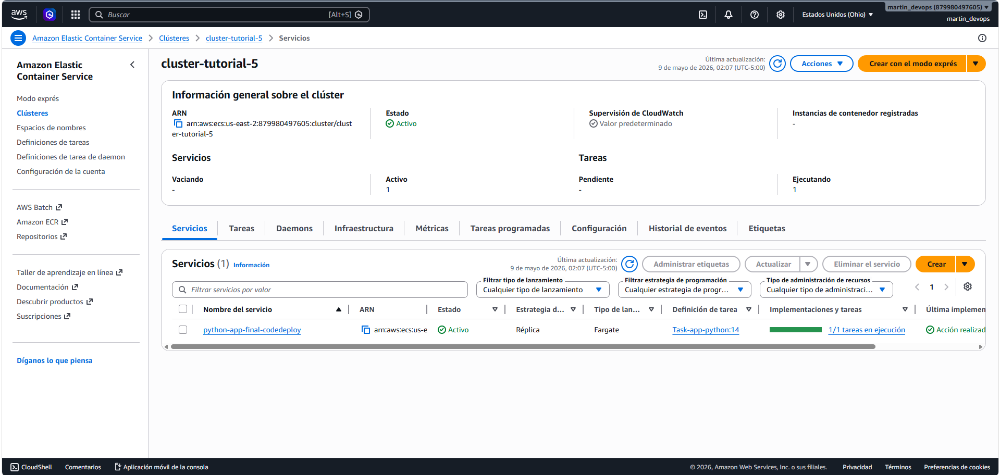 aws
Buscar
[Alt+S]
Estados Unidos (Ohio)
martin_devops (879980497605)
martin_devops
Amazon Elastic Container Service
Clústeres
cluster-tutorial-5
Servicios
Amazon Elastic
Container Service
Modo exprés
Clústeres
Espacios de nombres
Definiciones de tareas
Definiciones de tarea de daemon
Configuración de la cuenta
AWS Batch
Amazon ECR
Repositorios
Taller de aprendizaje en línea
Documentación
Descubrir productos
Suscripciones
Díganos lo que piensa
cluster-tutorial-5
Última actualización:
9 de mayo de 2026, 02:07 (UTC-5:00)
Acciones
Crear con el modo exprés
Información general sobre el clúster
ARN
arn:aws:ecs:us-east-2:879980497605:cluster/clust
er-tutorial-5
Estado
Activo
Supervisión de CloudWatch
Valor predeterminado
Instancias de contenedor registradas
-
Servicios
Tareas
Vaciando
-
Activo
1
Pendiente
-
Ejecutando
1
Servicios
Tareas
Daemons
Infraestructura
Métricas
Tareas programadas
Configuración
Historial de eventos
Etiquetas
Servicios (1)
Información
Última actualización:
9 de mayo de 2026, 02:07 (UTC-5:00)
Administrar etiquetas
Actualizar
Eliminar el servicio
Crear
Filtrar servicios por valor
Filtrar tipo de lanzamiento
Cualquier tipo de lanzamiento
Filtrar estrategia de programación
Cualquier estrategia de progr...
Tipo de administración de recursos
Cualquier tipo de administraci...
1
Nombre del servicio
ARN
Estado
Estrategia d...
Tipo de lan...
Definición de tarea
Implementaciones y tareas
Última implemen
python-app-final-codedeploy
arn:aws:ecs:us-e
Activo
Réplica
Fargate
Task-app-python:14
1/1 tareas en ejecución
Acción realizad
CloudShell
Comentarios
Aplicación móvil de la consola
© 2026, Amazon Web Services, Inc. o sus filiales.
Privacidad
Términos
Preferencias de cookies